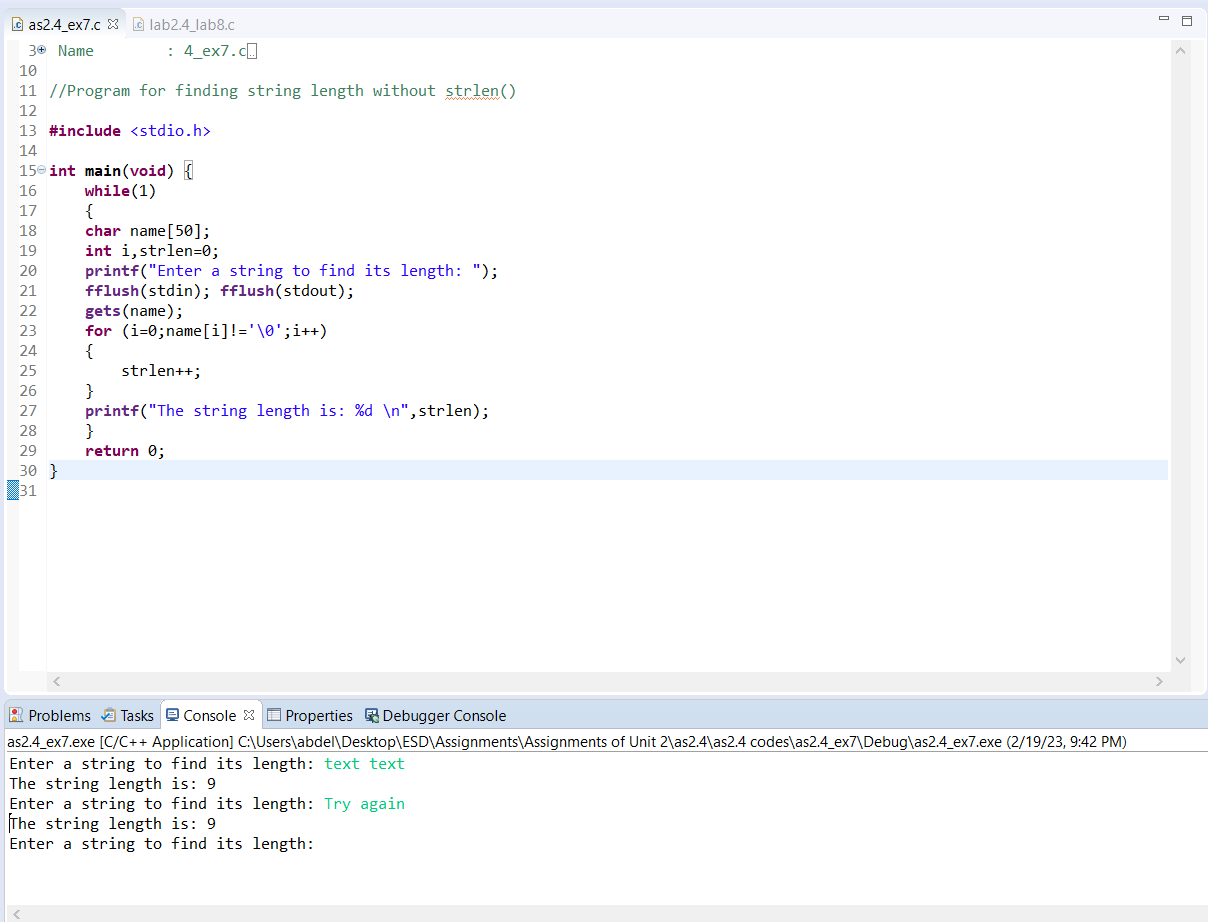 as2.4_ex7.c lab2.4_lab8.c
3 Name        : 4_ex7.c
10
11 //Program for finding string length without strlen()
12
13 #include <stdio.h>
14
15 int main(void) {
16     while(1)
17     {
18     char name[50];
19     int i,strlen=0;
20     printf("Enter a string to find its length: ");
21     fflush(stdin); fflush(stdout);
22     gets(name);
23     for (i=0;name[i]!='\0';i++)
24     {
25         strlen++;
26     }
27     printf("The string length is: %d \n",strlen);
28     }
29     return 0;
30 }
31
Problems Tasks Console Properties Debugger Console
as2.4_ex7.exe [C/C++ Application] C:\Users\abdel\Desktop\ESD\Assignments\Assignments of Unit 2\as2.4\as2.4 codes\as2.4_ex7\Debug\as2.4_ex7.exe (2/19/23, 9:42 PM)
Enter a string to find its length: text text
The string length is: 9
Enter a string to find its length: Try again
The string length is: 9
Enter a string to find its length: